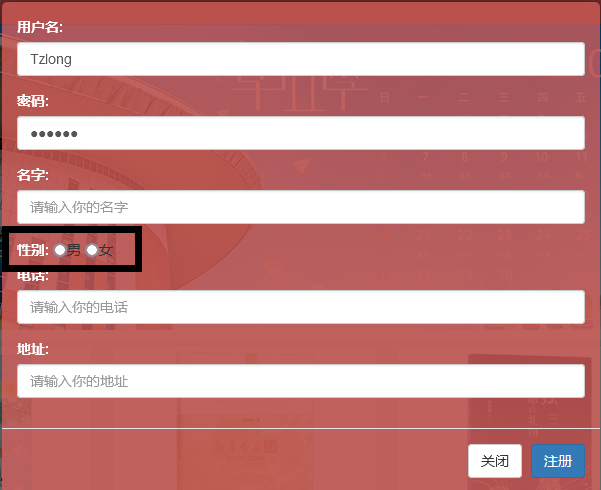 用户名:
Tzlong
密码:
••••••
名字:
请输入你的名字
性别: 男 女
电话:
请输入你的电话
地址:
请输入你的地址
关闭 注册